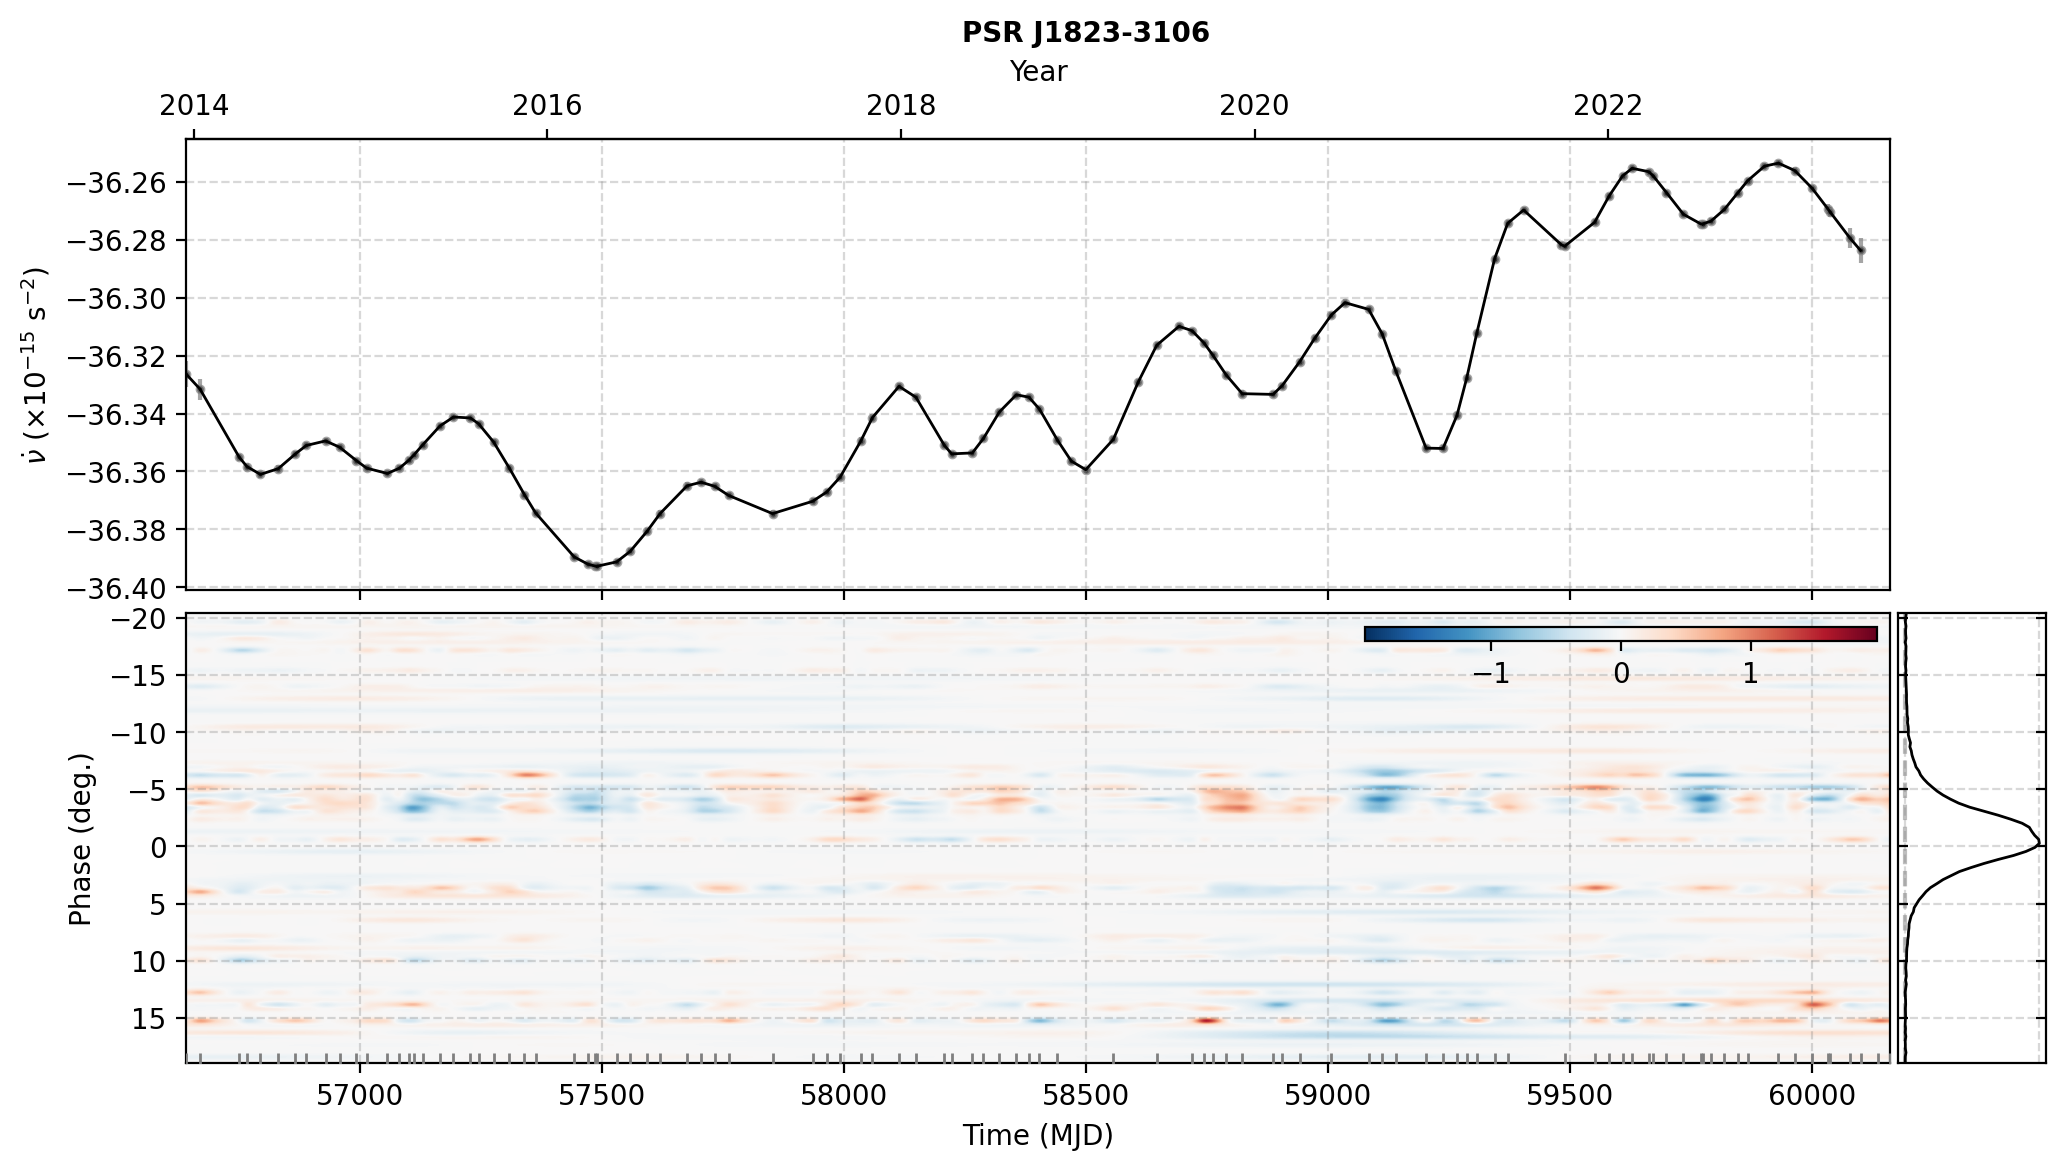 PSR J1823-3106
Year
2014 2016 2018 2020 2022
−36.26
−36.28
−36.30
−36.32
−36.34
−36.36
−36.38
−36.40
ν̇ (×10⁻¹⁵ s⁻²)
−20
−15
−10
−5
0
5
10
15
Phase (deg.)
−1 0 1
57000 57500 58000 58500 59000 59500 60000
Time (MJD)